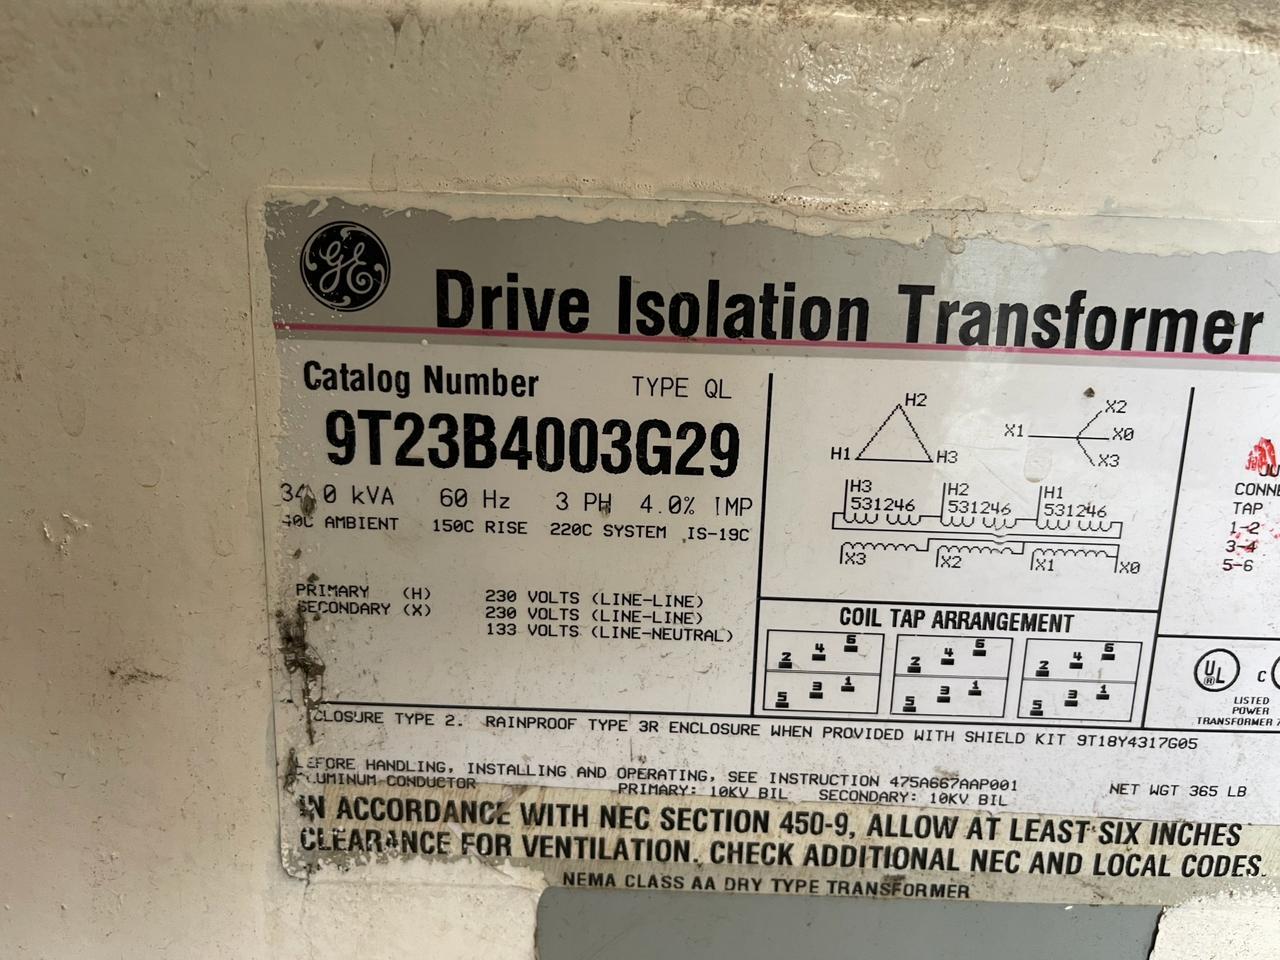 GE
Drive Isolation Transformer
Catalog Number TYPE QL
9T23B4003G29
kVA 60 Hz 3 PH 4.0% IMP
AMBIENT 150C RISE 220C SYSTEM IS-19C
PRIMARY (H) 230 VOLTS (LINE-LINE)
SECONDARY (X) 230 VOLTS (LINE-LINE)
133 VOLTS (LINE-NEUTRAL)
H2
H1
H3
X2
X1
X0
X3
H3 H2 H1
531246 531246 531246
X3 X2 X1 X0
COIL TAP ARRANGEMENT
2 4 6 2 4 6 2 4 6
5 3 1 5 3 1 5 3 1
CONNE
TAP
1-2
3-4
5-6
UL
®
C
LISTED
POWER
TRANSFORMER
CLOSURE TYPE 2. RAINPROOF TYPE 3R ENCLOSURE WHEN PROVIDED WITH SHIELD KIT 9T18Y4317G05
BEFORE HANDLING, INSTALLING AND OPERATING, SEE INSTRUCTION 475A667AAP001
ALUMINUM CONDUCTOR PRIMARY: 10KV BIL SECONDARY: 10KV BIL NET WGT 365 LB
IN ACCORDANCE WITH NEC SECTION 450-9, ALLOW AT LEAST SIX INCHES
CLEARANCE FOR VENTILATION. CHECK ADDITIONAL NEC AND LOCAL CODES.
NEMA CLASS AA DRY TYPE TRANSFORMER